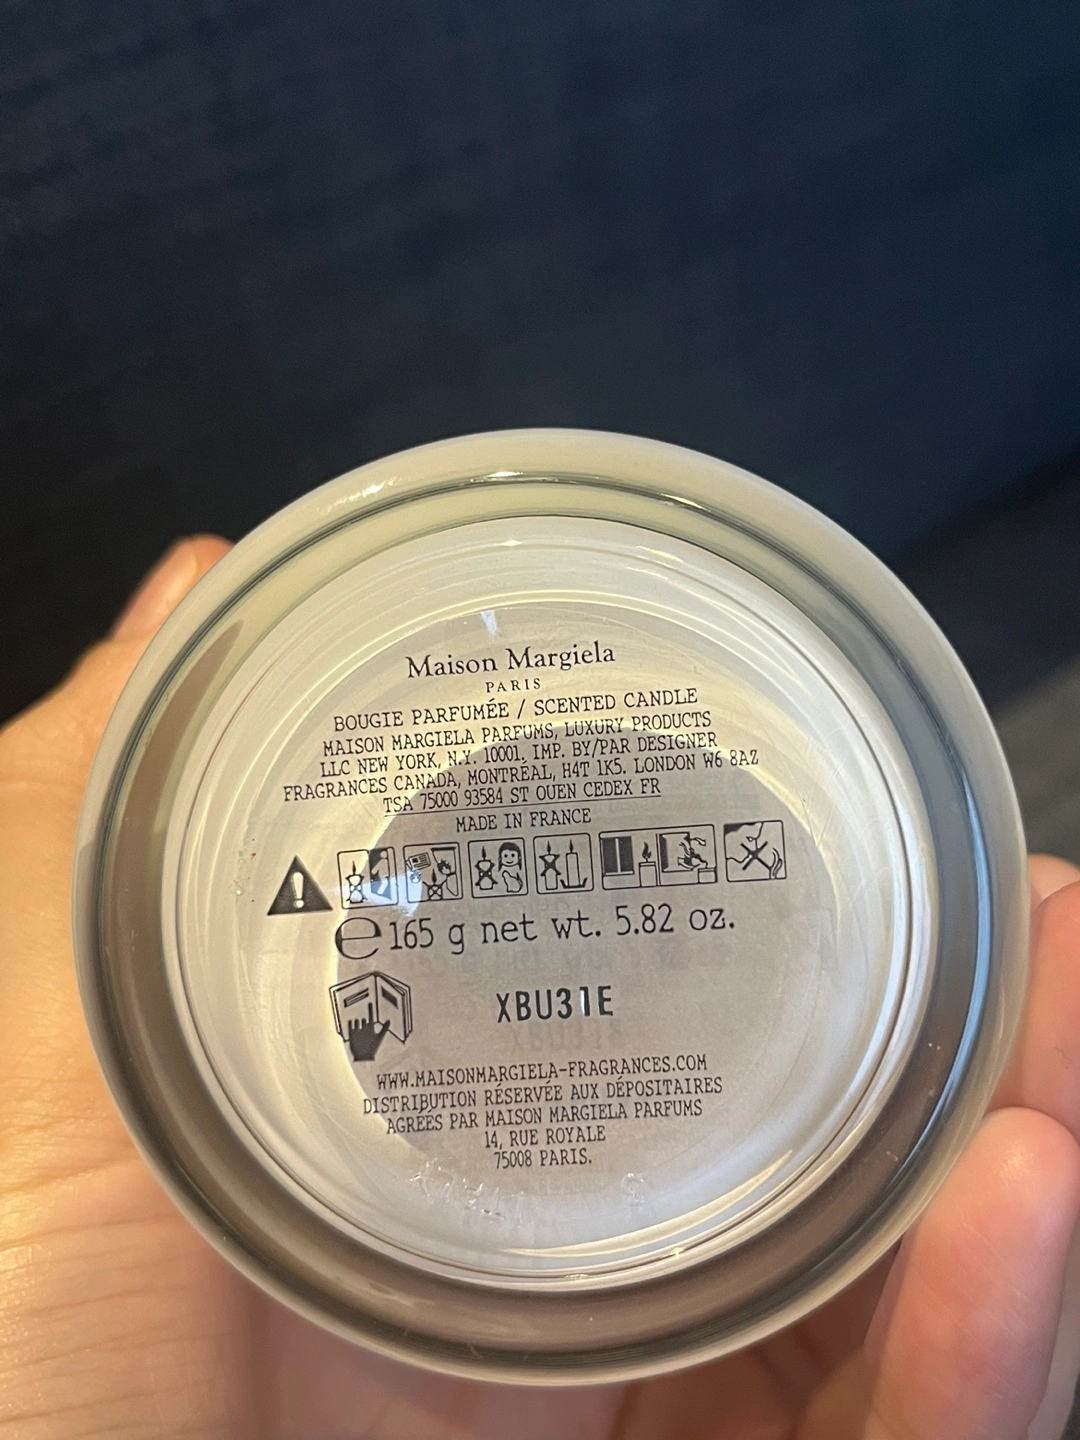 Maison Margiela
PARIS
BOUGIE PARFUMÉE / SCENTED CANDLE
MAISON MARGIELA PARFUMS, LUXURY PRODUCTS
LLC NEW YORK, N.Y. 10001. IMP. BY/PAR DESIGNER
FRAGRANCES CANADA, MONTRÉAL, H4T 1K5. LONDON W6 8AZ
TSA 75000 93584 ST OUEN CEDEX FR
MADE IN FRANCE
℮ 165 g net wt. 5.82 oz.
XBU31E
WWW.MAISONMARGIELA-FRAGRANCES.COM
DISTRIBUTION RÉSERVÉE AUX DÉPOSITAIRES
AGRÉÉS PAR MAISON MARGIELA PARFUMS
14, RUE ROYALE
75008 PARIS.